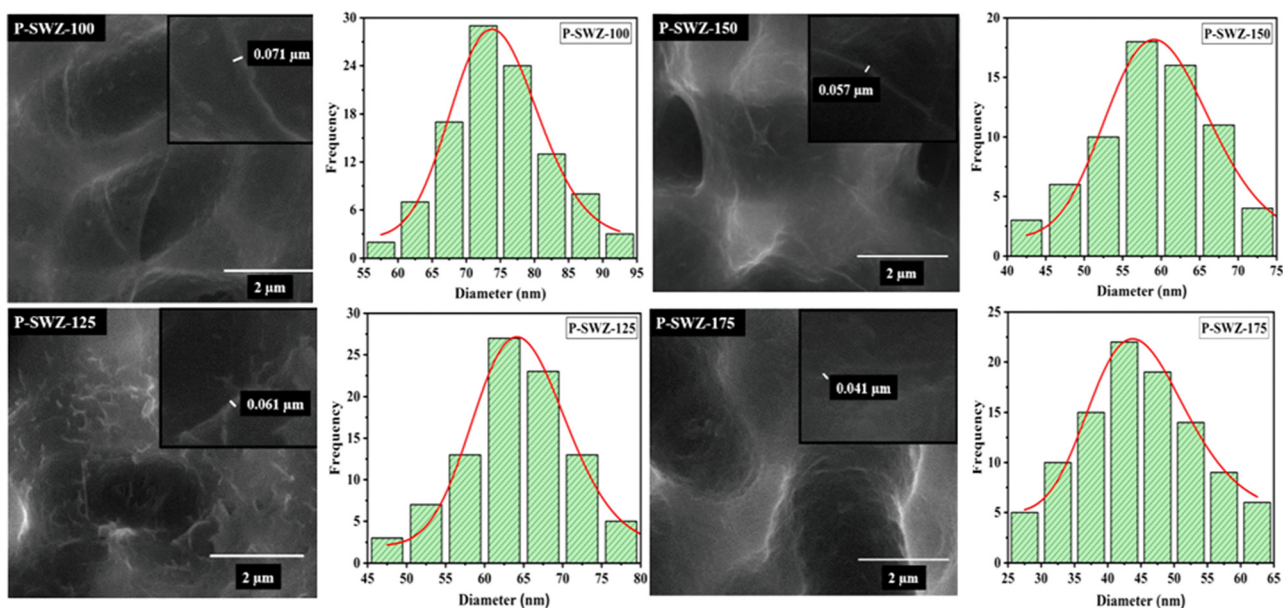 P-SWZ-100
0.071 µm
2 µm
30
24
18
12
6
0
Frequency
P-SWZ-100
55 60 65 70 75 80 85 90 95
Diameter (nm)
P-SWZ-150
0.057 µm
2 µm
20
15
10
5
0
Frequency
P-SWZ-150
40 45 50 55 60 65 70 75
Diameter (nm)
P-SWZ-125
0.061 µm
2 µm
30
25
20
15
10
5
0
Frequency
P-SWZ-125
45 50 55 60 65 70 75 80
Diameter (nm)
P-SWZ-175
0.041 µm
2 µm
25
20
15
10
5
0
Frequency
P-SWZ-175
25 30 35 40 45 50 55 60 65
Diameter (nm)